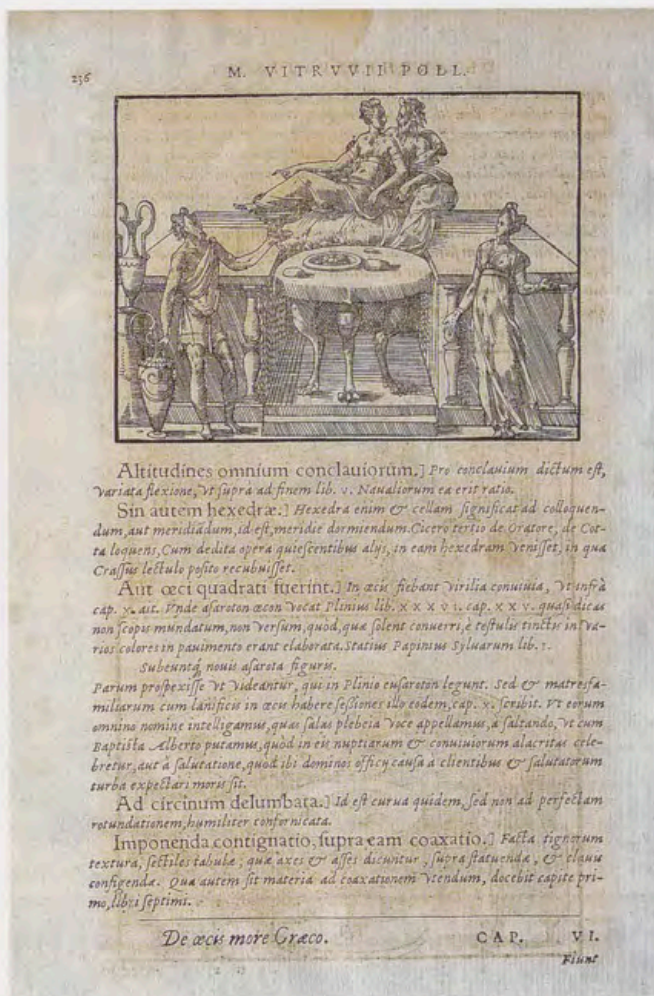 236
M. VITRVVII POLL.
Altitudines omnium conclauiorum.] Pro conclauium dictum est,
variata flexione, vt supra ad finem lib. v. Naualiorum ea erit ratio.
Sin autem hexedræ.] Hexedra enim & cellam significat ad colloquen-
dum, aut meridiãdum, id est, meridie dormiendum. Cicero tertio de Oratore, de Cot-
ta loquens, Cum dedita opera quiescentibus alijs, in eam hexedram venisset, in qua
Crassus lectulo posito recubuisset.
Aut œci quadrati fuerint.] In œcis fiebant virilia conuiuia, vt infrà
cap. x. ait. Vnde asaroton œcon vocat Plinius lib. xxxvi. cap. xxv. quasi dicas
non scopis mundatum, non versum, quòd, quæ solent conuerri, è testulis tinctis in va-
rios colores in pauimento erant elaborata. Statius Papinius Syluarum lib. 1.
Subeuntq; nouis asarota figuris.
Parum prospexisse vt videantur, qui in Plinio eusaroton legunt. Sed & matresfa-
miliarum cum lanificis in œcis habere sessiones illo eodem, cap. x. scribit. Vt eorum
omnino nomine intelligamus, quas salas plebeia voce appellamus, à saltando, vt cum
Baptista Alberto putamus, quòd in eis nuptiarum & conuiuiorum alacritas cele-
bretur, aut à salutatione, quòd ibi dominos officij causa à clientibus & salutatorum
turba expectari moris sit.
Ad circinum delumbata.] Id est curua quidem, sed non ad perfectam
rotundationem, humiliter confornicata.
Imponenda contignatio, supra eam coaxatio.] Facta tignorum
textura, sectiles tabulæ, quæ axes & asses dicuntur, supra statuendæ, & clauis
configendæ. Qua autem sit materia ad coaxationem vtendum, docebit capite pri-
mo, libri septimi.
De œcis more Græco. CAP. VI.
Fiunt